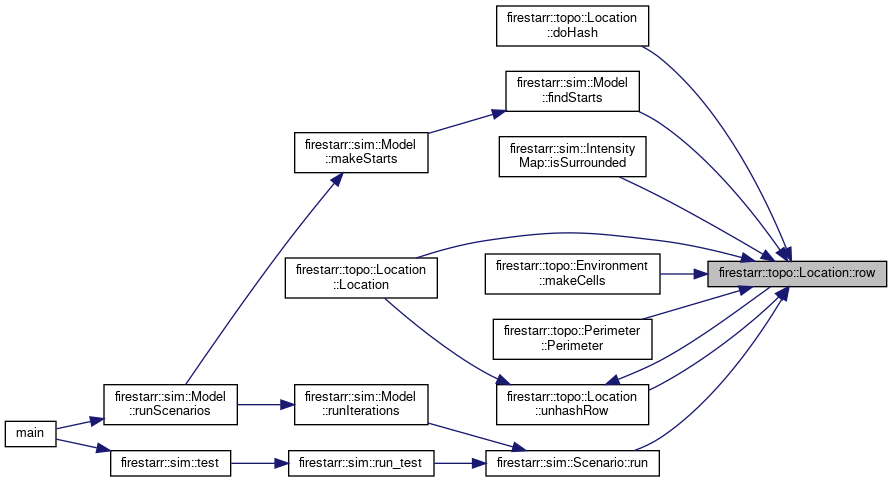 firestarr::topo::Location
::doHash
firestarr::sim::Model
::findStarts
firestarr::sim::Model
::makeStarts
firestarr::sim::Intensity
Map::isSurrounded
firestarr::topo::Location
::Location
firestarr::topo::Environment
::makeCells
firestarr::topo::Location::row
firestarr::topo::Perimeter
::Perimeter
firestarr::sim::Model
::runScenarios
firestarr::sim::Model
::runIterations
firestarr::topo::Location
::unhashRow
main
firestarr::sim::test
firestarr::sim::run_test
firestarr::sim::Scenario::run